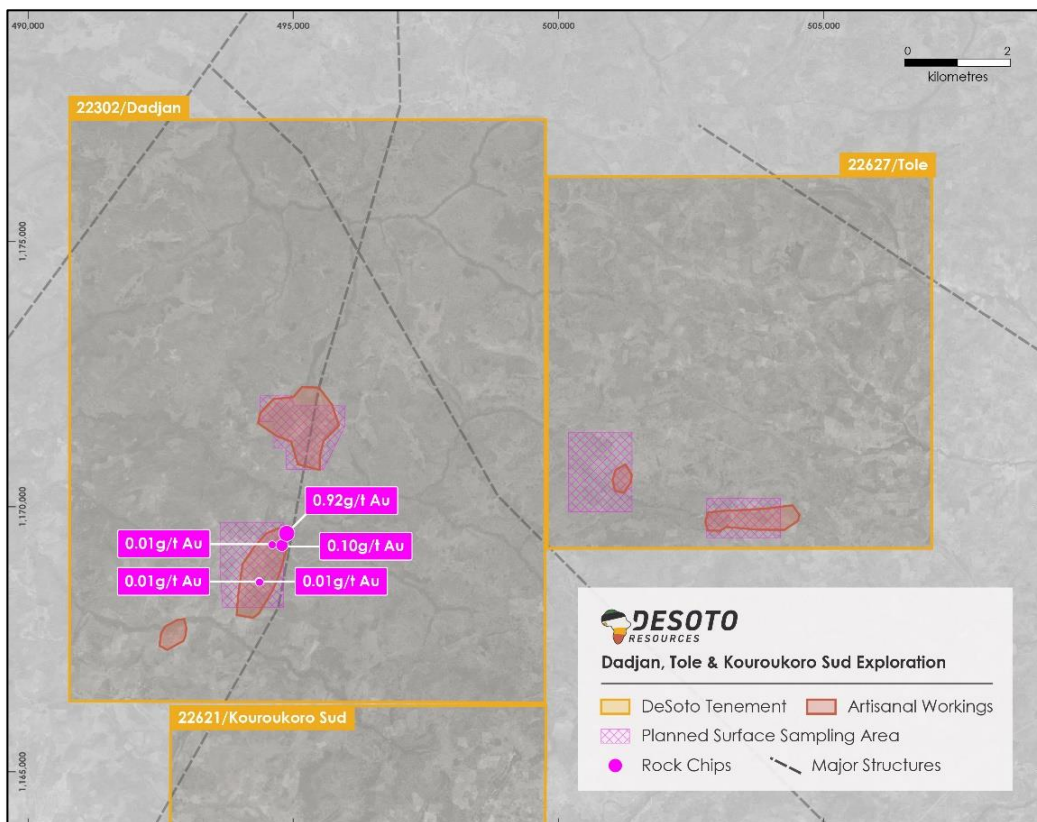 490,000
495,000
500,000
505,000
0 2
kilometres
22302/Dadjan
22627/Tole
1,175,000
1,170,000
0.92g/t Au
0.01g/t Au
0.10g/t Au
0.01g/t Au
0.01g/t Au
22621/Kouroukoro Sud
1,165,000
DESOTO
RESOURCES
Dadjan, Tole & Kouroukoro Sud Exploration
DeSoto Tenement
Artisanal Workings
Planned Surface Sampling Area
Rock Chips
Major Structures